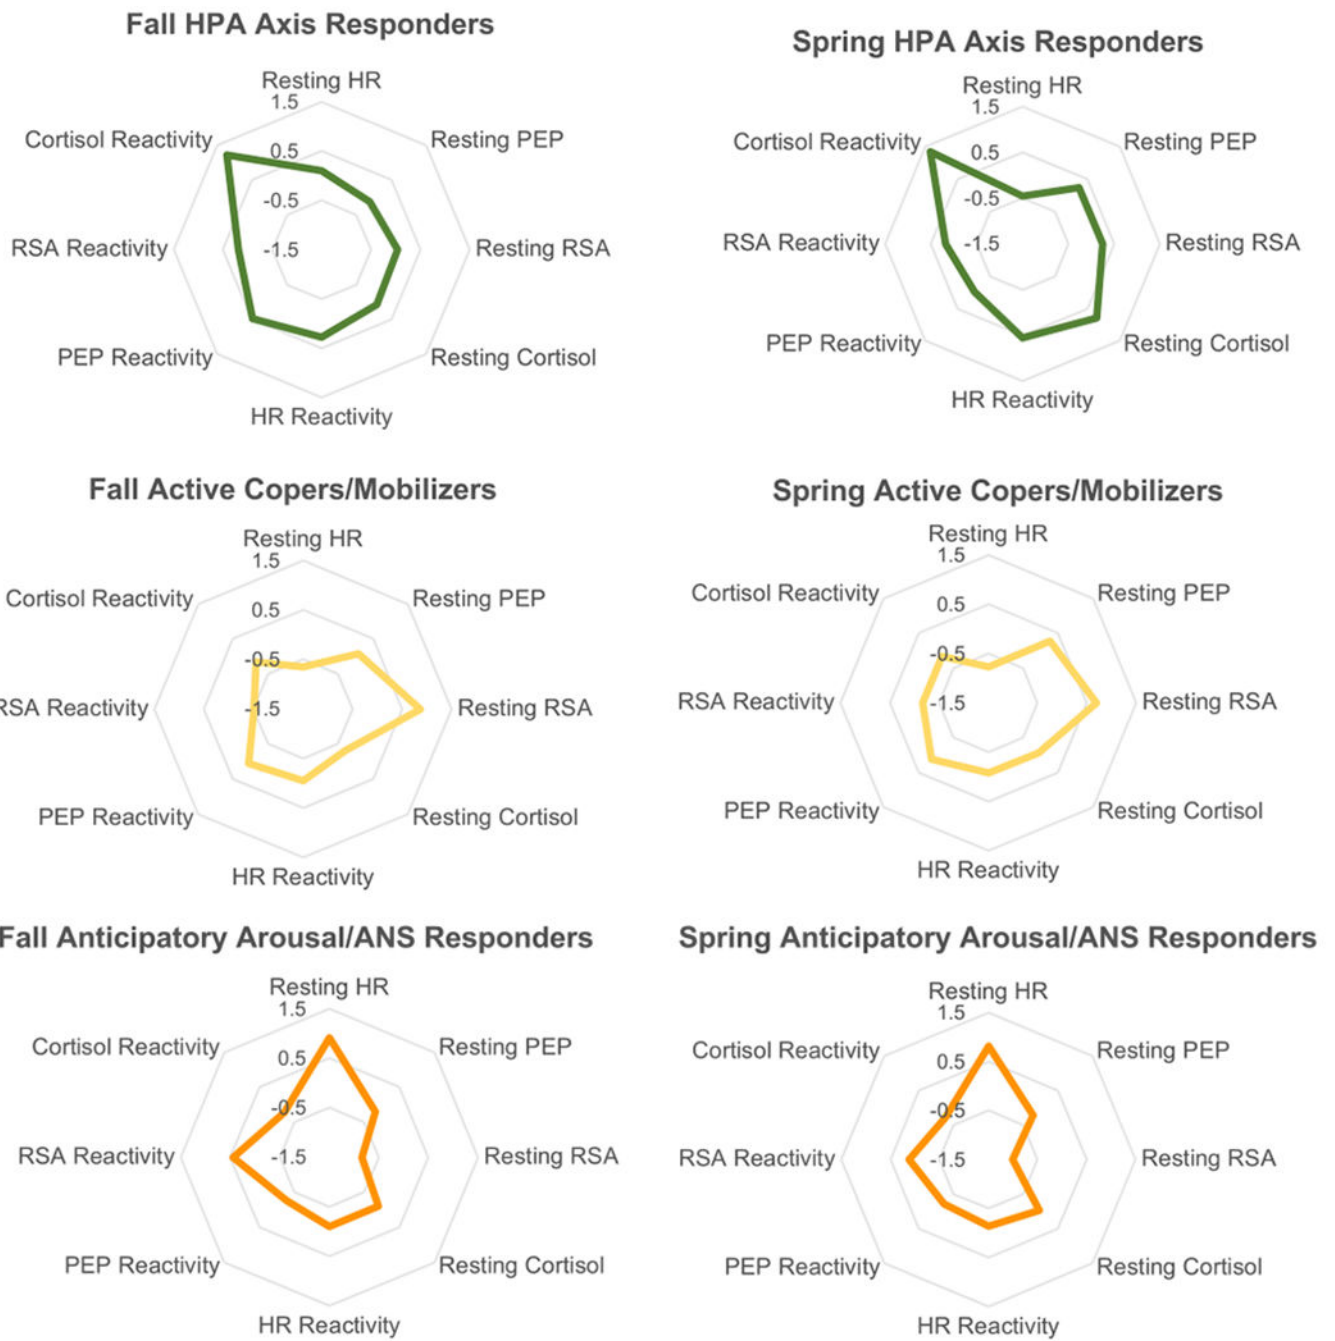 Fall HPA Axis Responders
Resting HR
1.5
Cortisol Reactivity
Resting PEP
0.5
-0.5
RSA Reactivity
-1.5
Resting RSA
PEP Reactivity
Resting Cortisol
HR Reactivity
Spring HPA Axis Responders
Resting HR
1.5
Cortisol Reactivity
Resting PEP
0.5
-0.5
RSA Reactivity
-1.5
Resting RSA
PEP Reactivity
Resting Cortisol
HR Reactivity
Fall Active Copers/Mobilizers
Resting HR
1.5
Cortisol Reactivity
Resting PEP
0.5
-0.5
RSA Reactivity
-1.5
Resting RSA
PEP Reactivity
Resting Cortisol
HR Reactivity
Spring Active Copers/Mobilizers
Resting HR
1.5
Cortisol Reactivity
Resting PEP
0.5
-0.5
RSA Reactivity
-1.5
Resting RSA
PEP Reactivity
Resting Cortisol
HR Reactivity
Fall Anticipatory Arousal/ANS Responders
Resting HR
1.5
Cortisol Reactivity
Resting PEP
0.5
-0.5
RSA Reactivity
-1.5
Resting RSA
PEP Reactivity
Resting Cortisol
HR Reactivity
Spring Anticipatory Arousal/ANS Responders
Resting HR
1.5
Cortisol Reactivity
Resting PEP
0.5
-0.5
RSA Reactivity
-1.5
Resting RSA
PEP Reactivity
Resting Cortisol
HR Reactivity